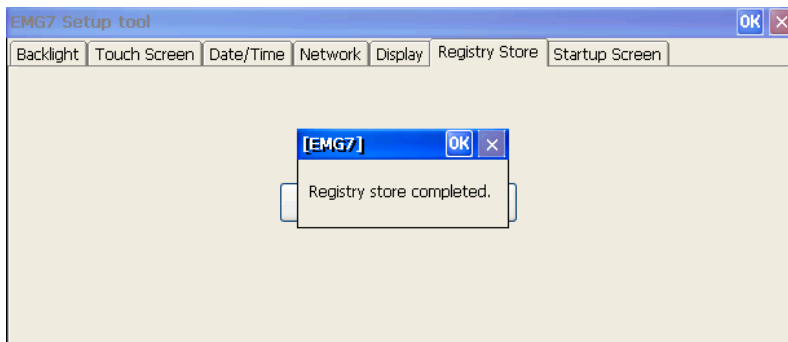 EMG7 Setup tool OK
Backlight Touch Screen Date/Time Network Display Registry Store Startup Screen
[EMG7] OK
Registry store completed.